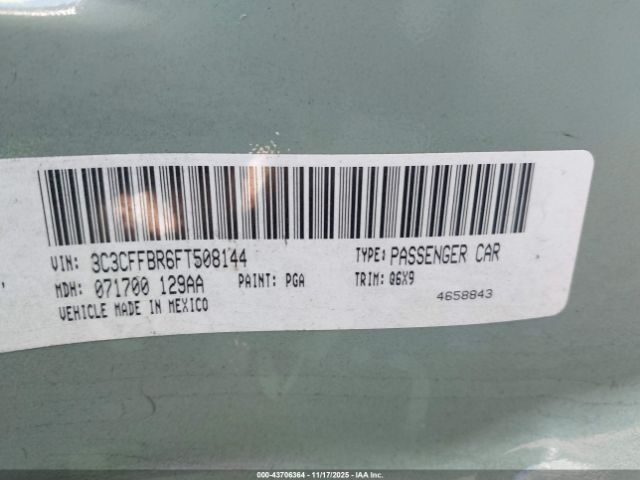 VIN: 3C3CFFBR6FT508144 TYPE: PASSENGER CAR
MDH: 071700 129AA PAINT: PGA TRIM: Q6X9
VEHICLE MADE IN MEXICO 4658843
000-43706364 - 11/17/2025 - © IAA, Inc.